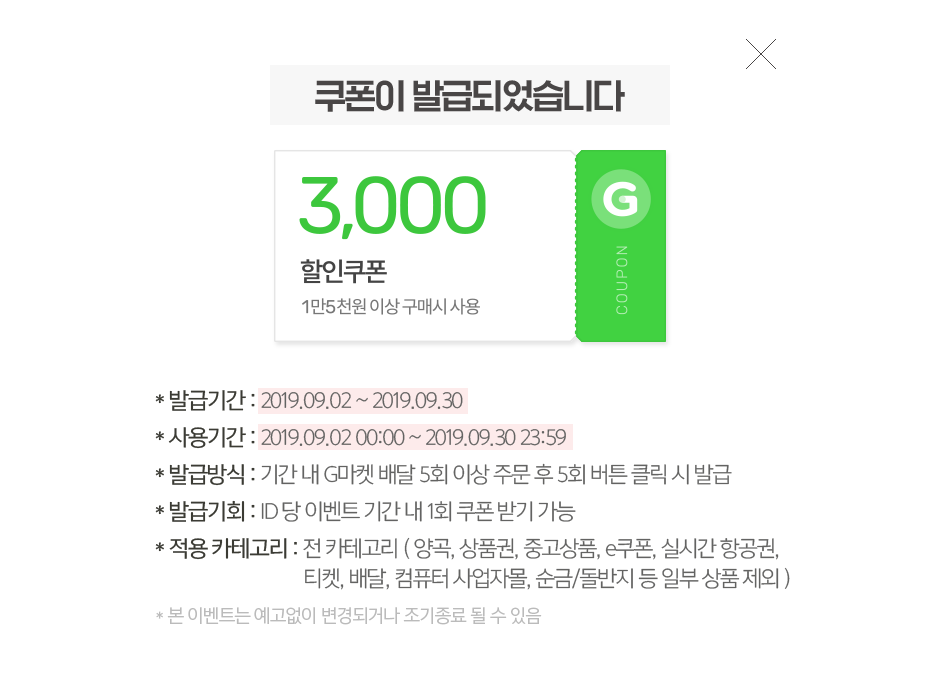 쿠폰이 발급되었습니다
3,000
할인쿠폰
1만5천원 이상 구매시 사용
G
COUPON
* 발급기간 : 2019.09.02 ~ 2019.09.30
* 사용기간 : 2019.09.02 00:00 ~ 2019.09.30 23:59
* 발급방식 : 기간 내 G마켓 배달 5회 이상 주문 후 5회 버튼 클릭 시 발급
* 발급기회 : ID 당 이벤트 기간 내 1회 쿠폰 받기 가능
* 적용 카테고리 : 전 카테고리 ( 양곡, 상품권, 중고상품, e쿠폰, 실시간 항공권,
티켓, 배달, 컴퓨터 사업자몰, 순금/돌반지 등 일부 상품 제외 )
* 본 이벤트는 예고없이 변경되거나 조기종료 될 수 있음